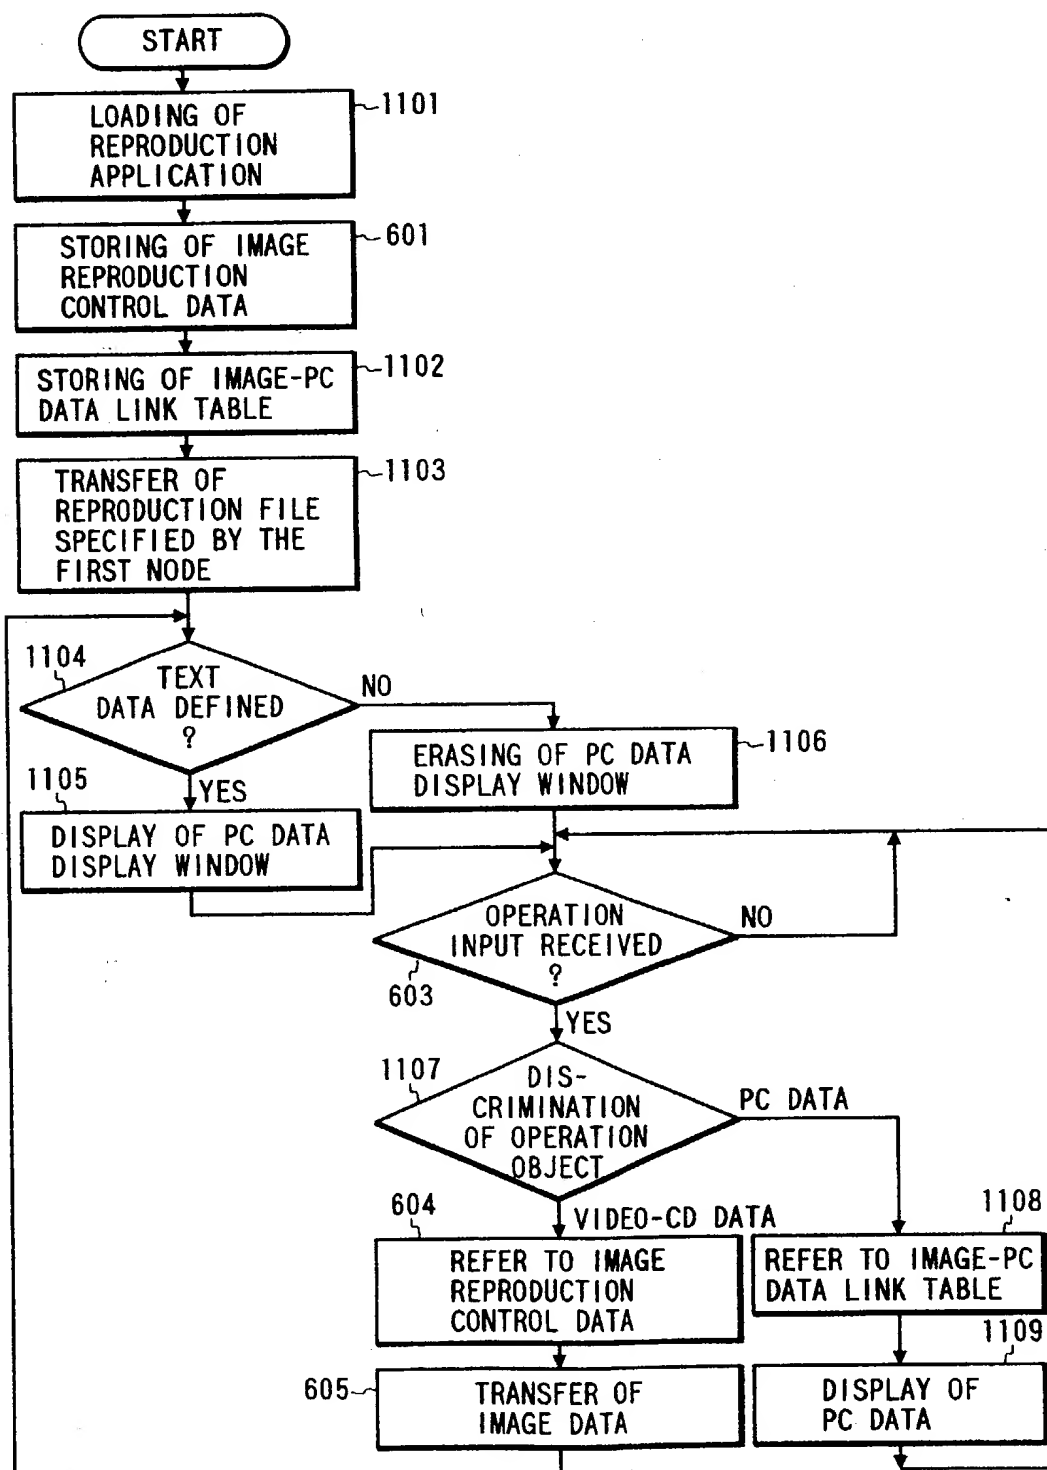 START
1101
LOADING OF
REPRODUCTION
APPLICATION
601
STORING OF IMAGE
REPRODUCTION
CONTROL DATA
1102
STORING OF IMAGE-PC
DATA LINK TABLE
1103
TRANSFER OF
REPRODUCTION FILE
SPECIFIED BY THE
FIRST NODE
1104
TEXT
DATA DEFINED
?
NO
YES
1106
ERASING OF PC DATA
DISPLAY WINDOW
1105
DISPLAY OF PC DATA
DISPLAY WINDOW
OPERATION
INPUT RECEIVED
?
NO
603
YES
1107
DIS-
CRIMINATION
OF OPERATION
OBJECT
PC DATA
VIDEO-CD DATA
604
REFER TO IMAGE
REPRODUCTION
CONTROL DATA
1108
REFER TO IMAGE-PC
DATA LINK TABLE
605
TRANSFER OF
IMAGE DATA
1109
DISPLAY OF
PC DATA